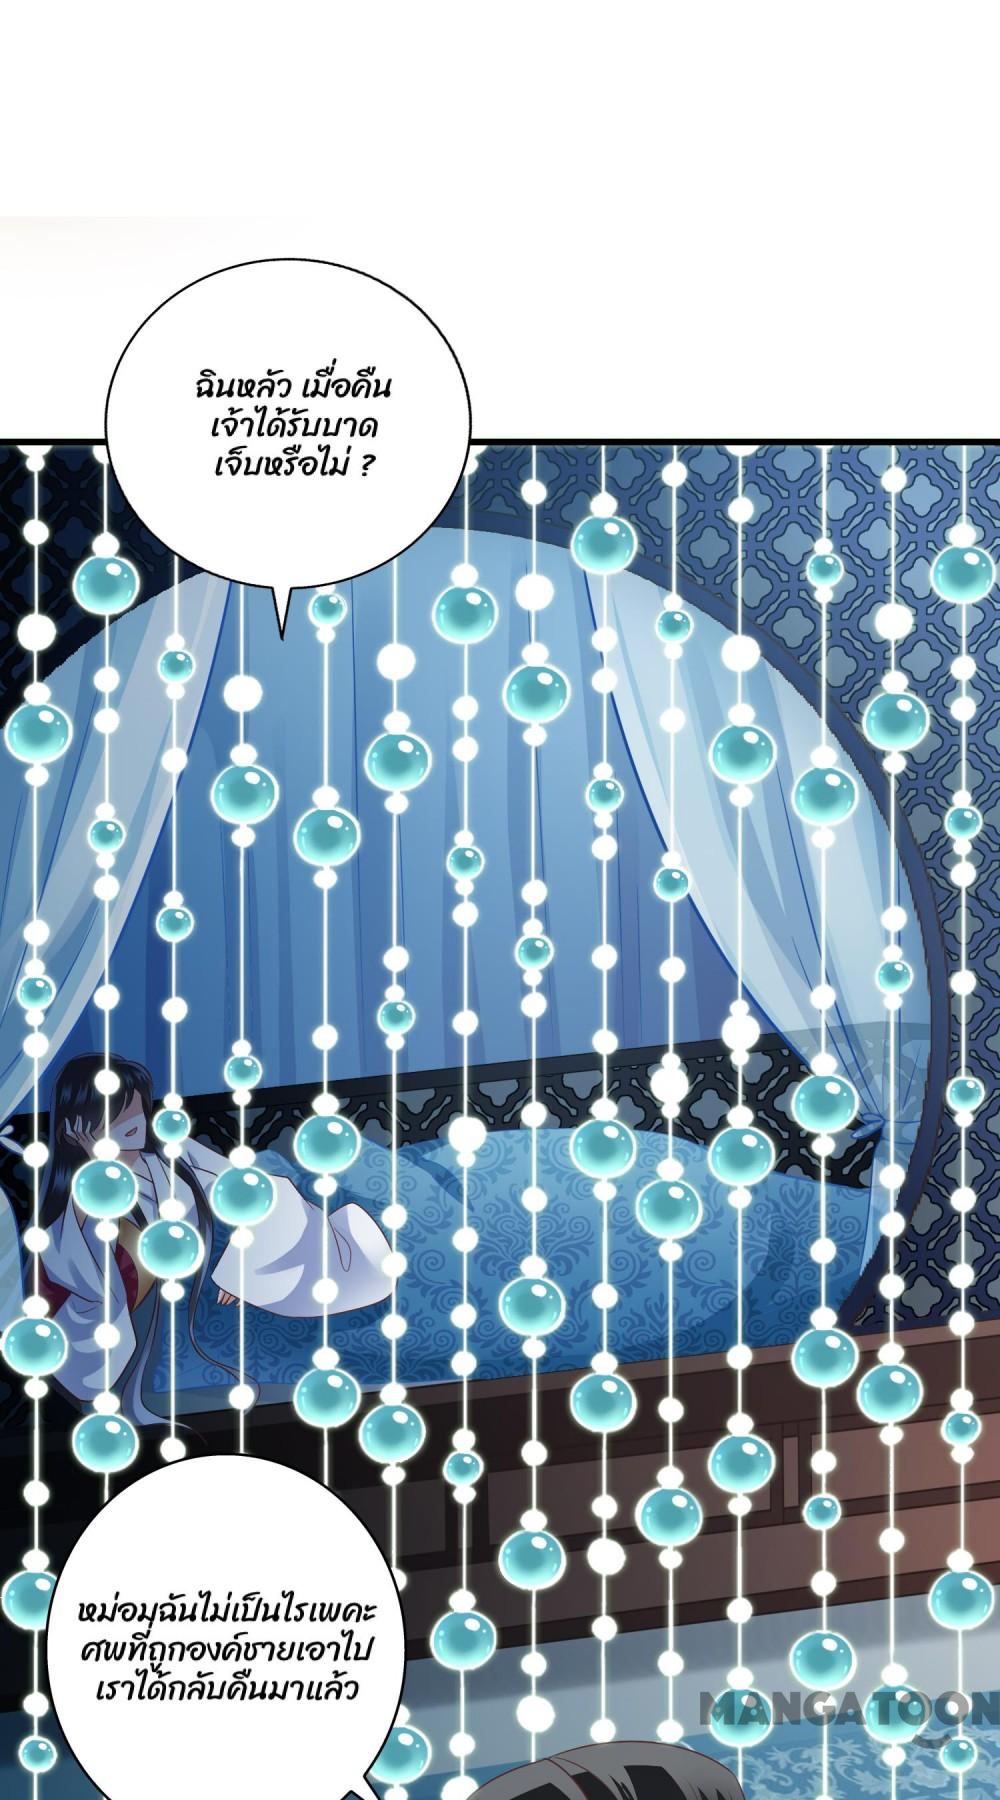 ฉินหลัว เมื่อคืน
เจ้าได้รับบาด
เจ็บหรือไม่ ?
หม่อมฉันไม่เป็นไรเพคะ
ศพที่ถูกองค์ชายเอาไป
เราได้กลับคืนมาแล้ว
MANGATOON